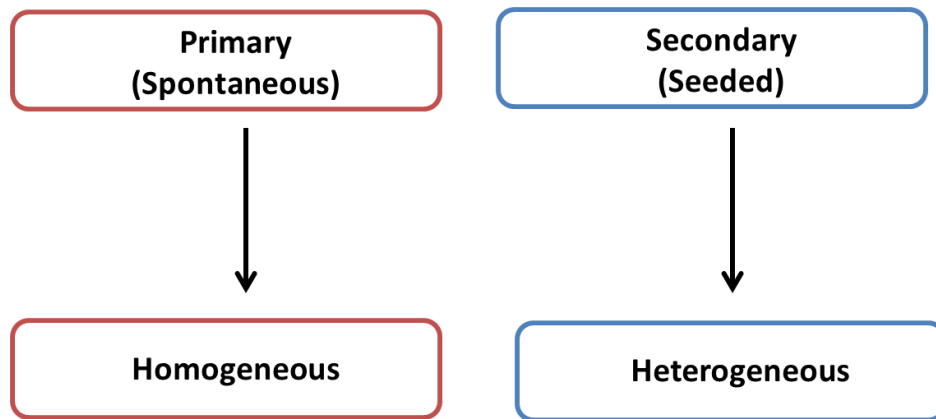 Primary
(Spontaneous)
Secondary
(Seeded)
Homogeneous
Heterogeneous